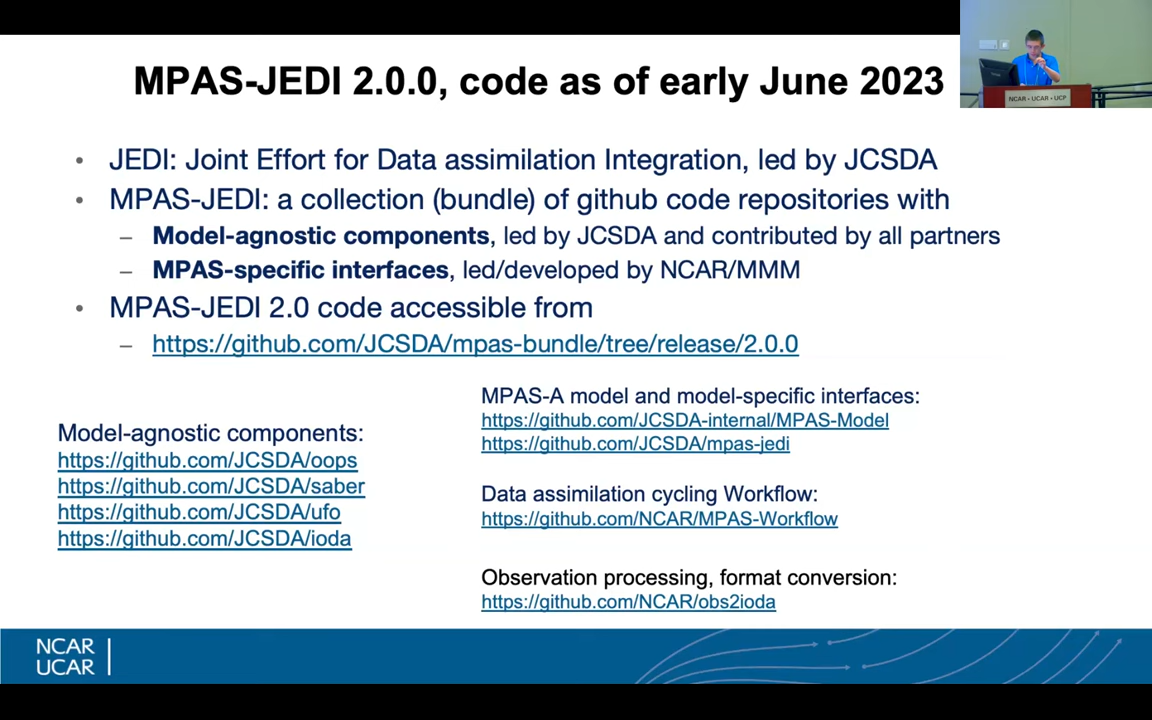 MPAS-JEDI 2.0.0, code as of early June 2023
NCAR • UCAR • UCP
• JEDI: Joint Effort for Data assimilation Integration, led by JCSDA
• MPAS-JEDI: a collection (bundle) of github code repositories with
– Model-agnostic components, led by JCSDA and contributed by all partners
– MPAS-specific interfaces, led/developed by NCAR/MMM
• MPAS-JEDI 2.0 code accessible from
– https://github.com/JCSDA/mpas-bundle/tree/release/2.0.0
Model-agnostic components:
https://github.com/JCSDA/oops
https://github.com/JCSDA/saber
https://github.com/JCSDA/ufo
https://github.com/JCSDA/ioda
MPAS-A model and model-specific interfaces:
https://github.com/JCSDA-internal/MPAS-Model
https://github.com/JCSDA/mpas-jedi
Data assimilation cycling Workflow:
https://github.com/NCAR/MPAS-Workflow
Observation processing, format conversion:
https://github.com/NCAR/obs2ioda
NCAR
UCAR